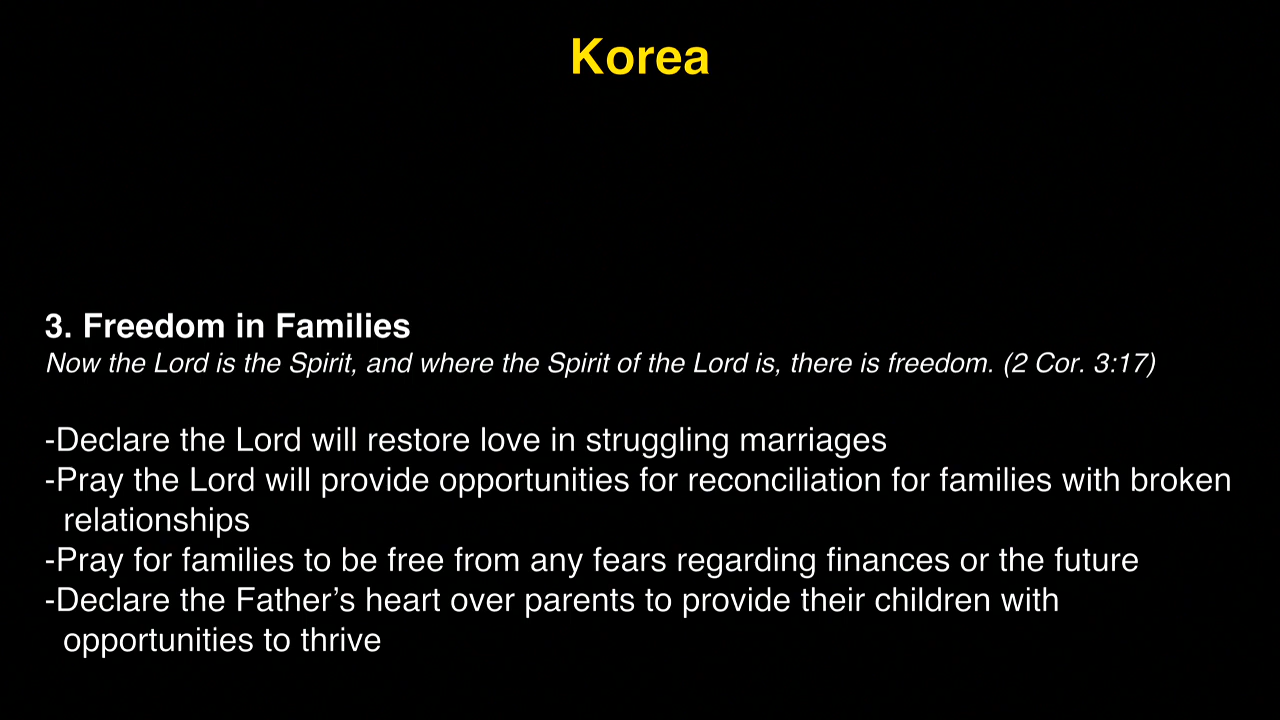 Korea
3. Freedom in Families
Now the Lord is the Spirit, and where the Spirit of the Lord is, there is freedom. (2 Cor. 3:17)
-Declare the Lord will restore love in struggling marriages
-Pray the Lord will provide opportunities for reconciliation for families with broken
relationships
-Pray for families to be free from any fears regarding finances or the future
-Declare the Father’s heart over parents to provide their children with
opportunities to thrive